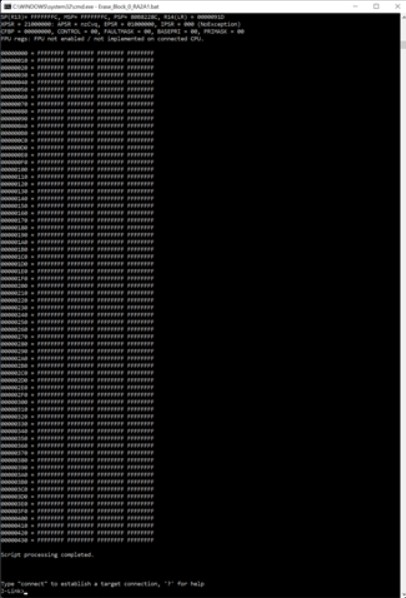 C:\WINDOWS\system32\cmd.exe - Erase_Block_0_RA2A1.bat
SP(R13)= FFFFFFFC, MSP= FFFFFFFC, PSP=
XPSR = 21000000: APSR = nzCvq, EPSR = 01000000, IPSR = 000 (NoException)
CFBP = 00000000, CONTROL = 00, FAULTMASK = 00, BASEPRI = 00, PRIMASK = 00
FPU regs: FPU not enabled / not implemented on connected CPU.
00000000 = FFFFFFFF FFFFFFFF FFFFFFFF FFFFFFFF
00000010 = FFFFFFFF FFFFFFFF FFFFFFFF FFFFFFFF
00000020 = FFFFFFFF FFFFFFFF FFFFFFFF FFFFFFFF
00000030 = FFFFFFFF FFFFFFFF FFFFFFFF FFFFFFFF
00000040 = FFFFFFFF FFFFFFFF FFFFFFFF FFFFFFFF
00000050 = FFFFFFFF FFFFFFFF FFFFFFFF FFFFFFFF
00000060 = FFFFFFFF FFFFFFFF FFFFFFFF FFFFFFFF
00000070 = FFFFFFFF FFFFFFFF FFFFFFFF FFFFFFFF
00000080 = FFFFFFFF FFFFFFFF FFFFFFFF FFFFFFFF
00000090 = FFFFFFFF FFFFFFFF FFFFFFFF FFFFFFFF
000000A0 = FFFFFFFF FFFFFFFF FFFFFFFF FFFFFFFF
000000B0 = FFFFFFFF FFFFFFFF FFFFFFFF FFFFFFFF
000000C0 = FFFFFFFF FFFFFFFF FFFFFFFF FFFFFFFF
000000D0 = FFFFFFFF FFFFFFFF FFFFFFFF FFFFFFFF
000000E0 = FFFFFFFF FFFFFFFF FFFFFFFF FFFFFFFF
000000F0 = FFFFFFFF FFFFFFFF FFFFFFFF FFFFFFFF
00000100 = FFFFFFFF FFFFFFFF FFFFFFFF FFFFFFFF
00000110 = FFFFFFFF FFFFFFFF FFFFFFFF FFFFFFFF
00000120 = FFFFFFFF FFFFFFFF FFFFFFFF FFFFFFFF
00000130 = FFFFFFFF FFFFFFFF FFFFFFFF FFFFFFFF
00000140 = FFFFFFFF FFFFFFFF FFFFFFFF FFFFFFFF
00000150 = FFFFFFFF FFFFFFFF FFFFFFFF FFFFFFFF
00000160 = FFFFFFFF FFFFFFFF FFFFFFFF FFFFFFFF
00000170 = FFFFFFFF FFFFFFFF FFFFFFFF FFFFFFFF
00000180 = FFFFFFFF FFFFFFFF FFFFFFFF FFFFFFFF
00000190 = FFFFFFFF FFFFFFFF FFFFFFFF FFFFFFFF
000001A0 = FFFFFFFF FFFFFFFF FFFFFFFF FFFFFFFF
000001B0 = FFFFFFFF FFFFFFFF FFFFFFFF FFFFFFFF
000001C0 = FFFFFFFF FFFFFFFF FFFFFFFF FFFFFFFF
000001D0 = FFFFFFFF FFFFFFFF FFFFFFFF FFFFFFFF
000001E0 = FFFFFFFF FFFFFFFF FFFFFFFF FFFFFFFF
000001F0 = FFFFFFFF FFFFFFFF FFFFFFFF FFFFFFFF
00000200 = FFFFFFFF FFFFFFFF FFFFFFFF FFFFFFFF
00000210 = FFFFFFFF FFFFFFFF FFFFFFFF FFFFFFFF
00000220 = FFFFFFFF FFFFFFFF FFFFFFFF FFFFFFFF
00000230 = FFFFFFFF FFFFFFFF FFFFFFFF FFFFFFFF
00000240 = FFFFFFFF FFFFFFFF FFFFFFFF FFFFFFFF
00000250 = FFFFFFFF FFFFFFFF FFFFFFFF FFFFFFFF
00000260 = FFFFFFFF FFFFFFFF FFFFFFFF FFFFFFFF
00000270 = FFFFFFFF FFFFFFFF FFFFFFFF FFFFFFFF
00000280 = FFFFFFFF FFFFFFFF FFFFFFFF FFFFFFFF
00000290 = FFFFFFFF FFFFFFFF FFFFFFFF FFFFFFFF
000002A0 = FFFFFFFF FFFFFFFF FFFFFFFF FFFFFFFF
000002B0 = FFFFFFFF FFFFFFFF FFFFFFFF FFFFFFFF
000002C0 = FFFFFFFF FFFFFFFF FFFFFFFF FFFFFFFF
000002D0 = FFFFFFFF FFFFFFFF FFFFFFFF FFFFFFFF
000002E0 = FFFFFFFF FFFFFFFF FFFFFFFF FFFFFFFF
000002F0 = FFFFFFFF FFFFFFFF FFFFFFFF FFFFFFFF
00000300 = FFFFFFFF FFFFFFFF FFFFFFFF FFFFFFFF
00000310 = FFFFFFFF FFFFFFFF FFFFFFFF FFFFFFFF
00000320 = FFFFFFFF FFFFFFFF FFFFFFFF FFFFFFFF
00000330 = FFFFFFFF FFFFFFFF FFFFFFFF FFFFFFFF
00000340 = FFFFFFFF FFFFFFFF FFFFFFFF FFFFFFFF
00000350 = FFFFFFFF FFFFFFFF FFFFFFFF FFFFFFFF
00000360 = FFFFFFFF FFFFFFFF FFFFFFFF FFFFFFFF
00000370 = FFFFFFFF FFFFFFFF FFFFFFFF FFFFFFFF
00000380 = FFFFFFFF FFFFFFFF FFFFFFFF FFFFFFFF
00000390 = FFFFFFFF FFFFFFFF FFFFFFFF FFFFFFFF
000003A0 = FFFFFFFF FFFFFFFF FFFFFFFF FFFFFFFF
000003B0 = FFFFFFFF FFFFFFFF FFFFFFFF FFFFFFFF
000003C0 = FFFFFFFF FFFFFFFF FFFFFFFF FFFFFFFF
000003D0 = FFFFFFFF FFFFFFFF FFFFFFFF FFFFFFFF
000003E0 = FFFFFFFF FFFFFFFF FFFFFFFF FFFFFFFF
000003F0 = FFFFFFFF FFFFFFFF FFFFFFFF FFFFFFFF
00000400 = FFFFFFFF FFFFFFFF FFFFFFFF FFFFFFFF
00000410 = FFFFFFFF FFFFFFFF FFFFFFFF FFFFFFFF
00000420 = FFFFFFFF FFFFFFFF FFFFFFFF FFFFFFFF
00000430 = FFFFFFFF FFFFFFFF FFFFFFFF FFFFFFFF
Script processing completed.
Type "connect" to establish a target connection, '?' for help
J-Link>